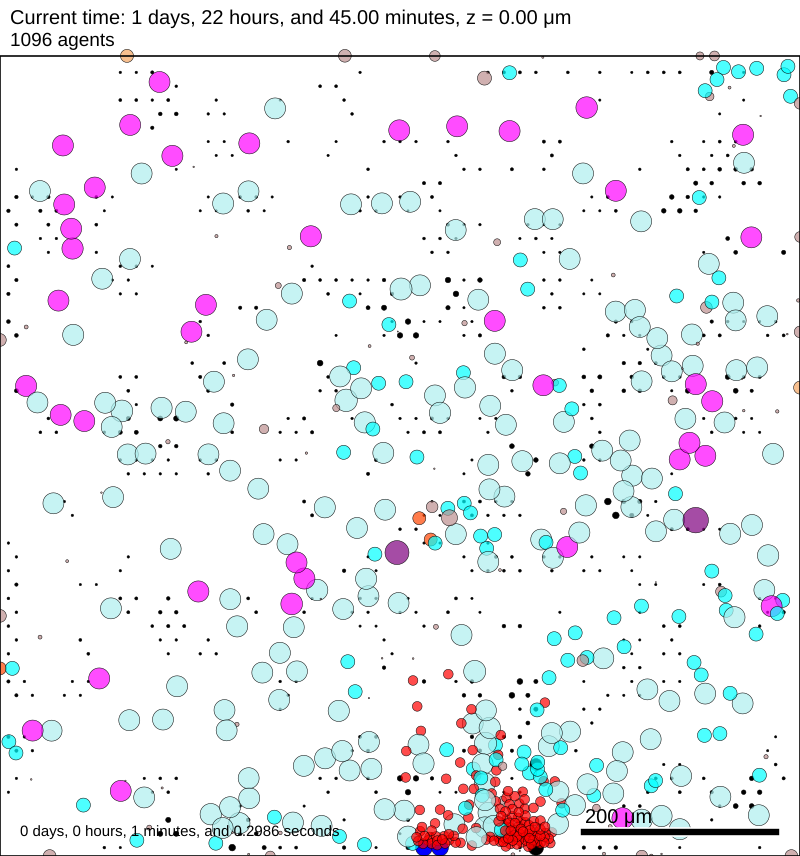 Current time: 1 days, 22 hours, and 45.00 minutes, z = 0.00 μm
1096 agents
200 μm
0 days, 0 hours, 1 minutes, and 0.2986 seconds